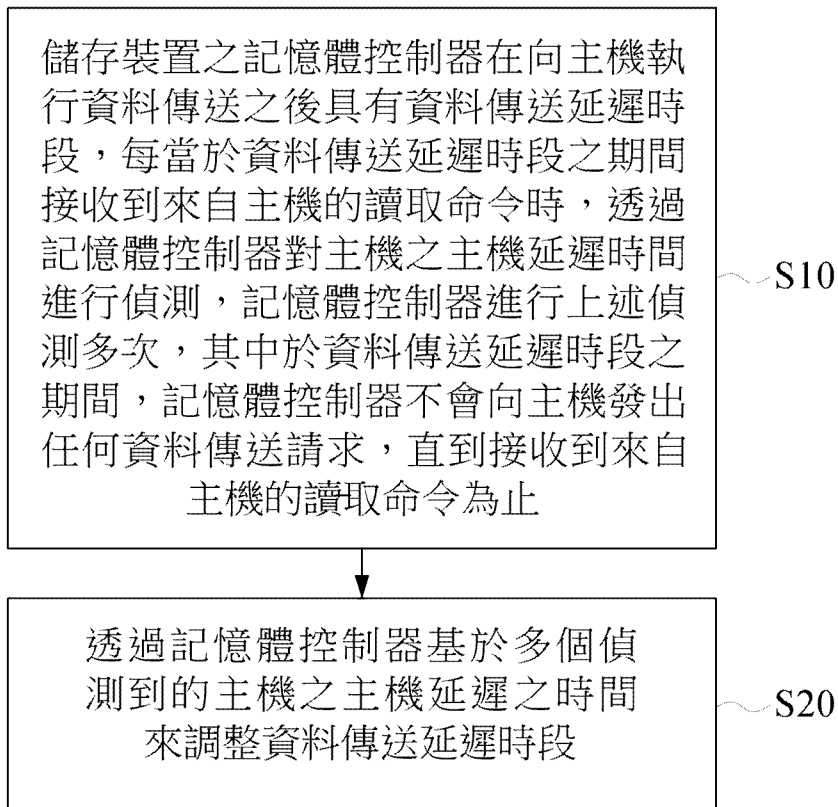 儲存裝置之記憶體控制器在向主機執
行資料傳送之後具有資料傳送延遲時
段，每當於資料傳送延遲時段之期間
接收到來自主機的讀取命令時，透過
記憶體控制器對主機之主機延遲時間
進行偵測，記憶體控制器進行上述偵
測多次，其中於資料傳送延遲時段之
期間，記憶體控制器不會向主機發出
任何資料傳送請求，直到接收到來自
主機的讀取命令為止
S10
透過記憶體控制器基於多個偵
測到的主機之主機延遲之時間
來調整資料傳送延遲時段
S20